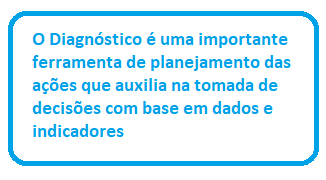 O Diagnóstico é uma importante
ferramenta de planejamento das
ações que auxilia na tomada de
decisões com base em dados e
indicadores